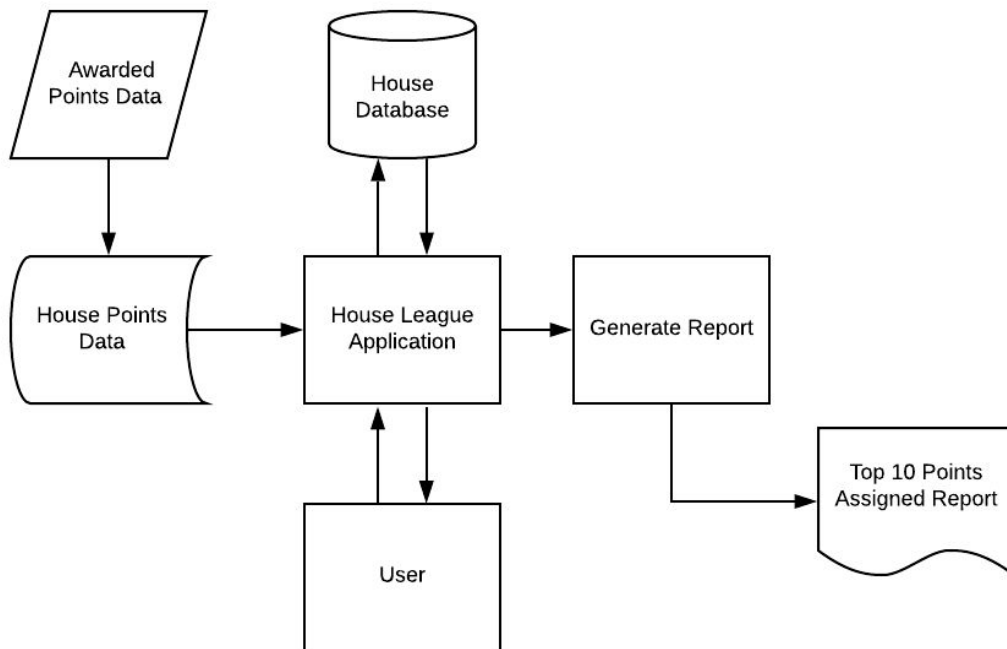 Awarded
Points Data
House
Database
House Points
Data
House League
Application
Generate Report
Top 10 Points
Assigned Report
User